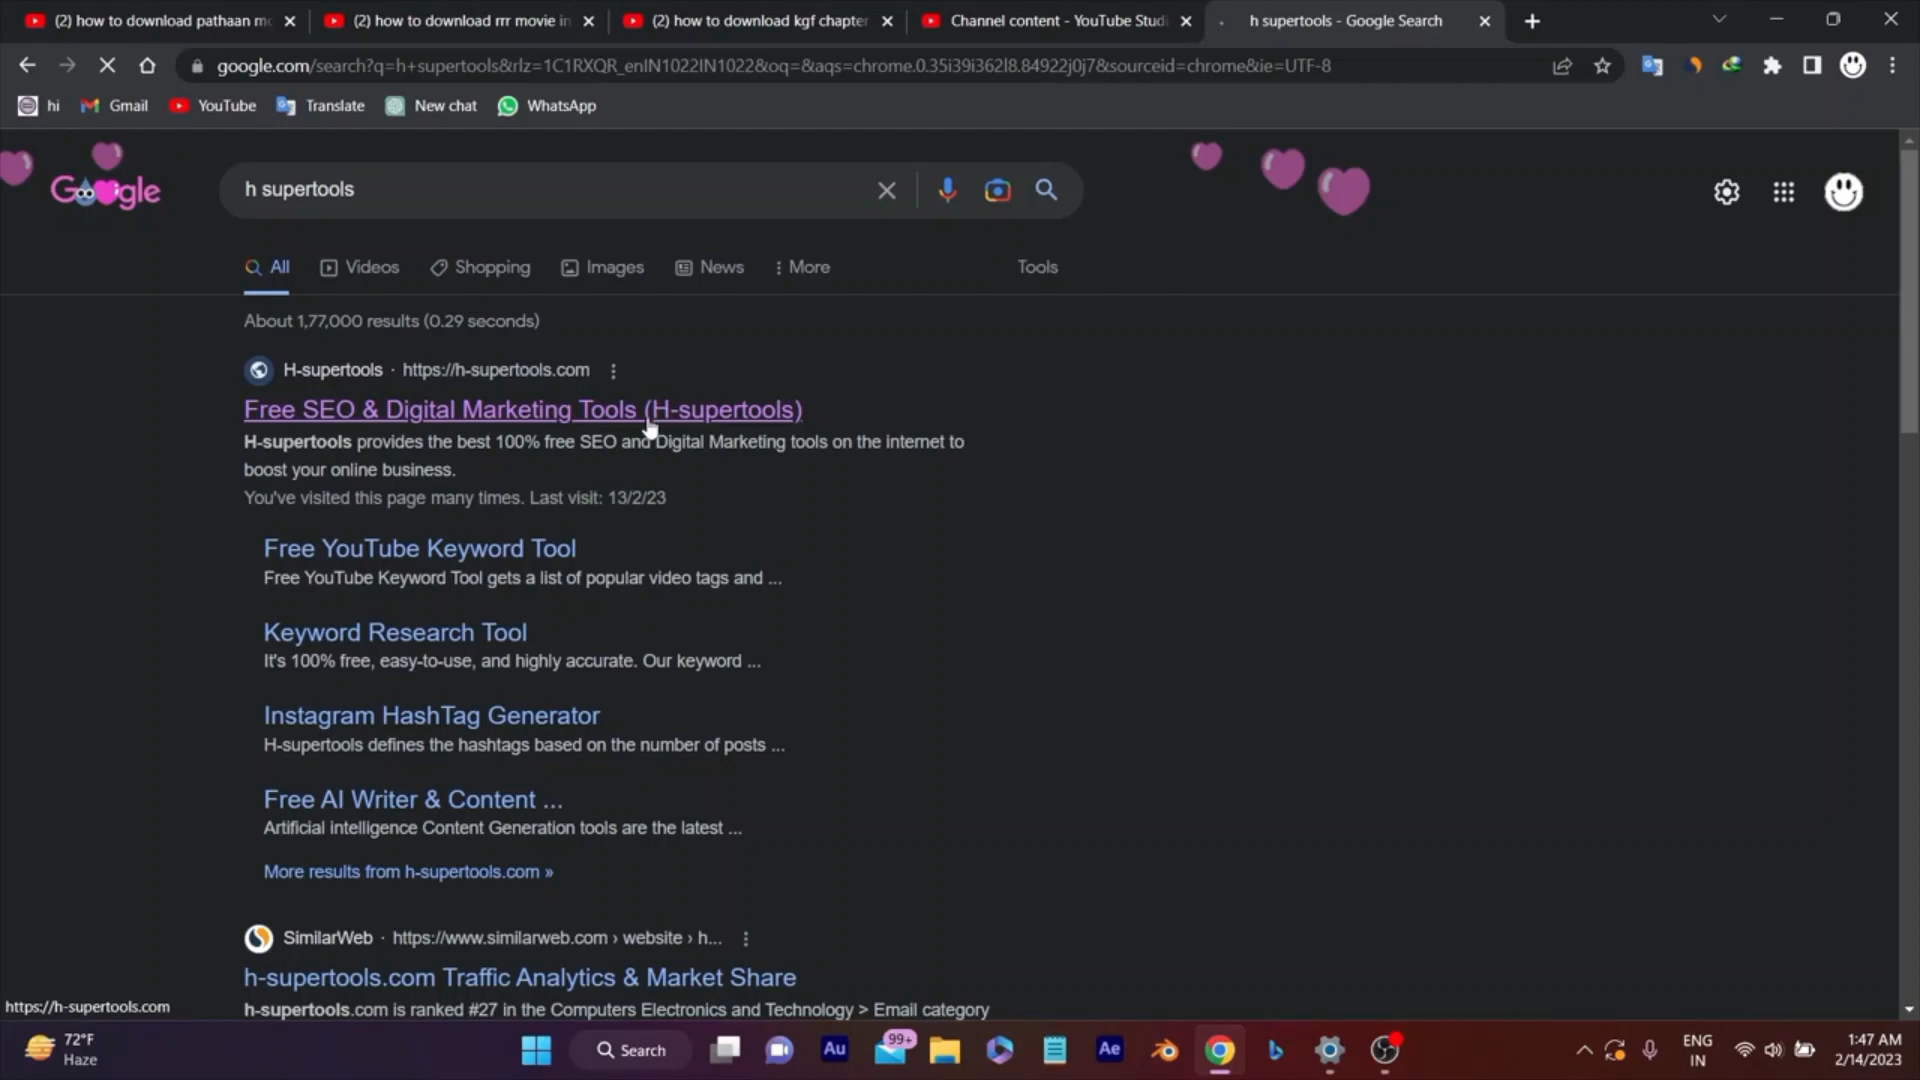 (2) how to download pathaan mo
(2) how to download rrr movie in
(2) how to download kgf chapter
Channel content - YouTube Studi
h supertools - Google Search
google.com/search?q=h+supertools&rlz=1C1RXQR_enIN1022IN1022&oq=&aqs=chrome.0.35i39i362l8.84922j0j7&sourceid=chrome&ie=UTF-8
hi Gmail YouTube Translate New chat WhatsApp
Google
h supertools
All Videos Shopping Images News More Tools
About 1,77,000 results (0.29 seconds)
H-supertools · https://h-supertools.com
Free SEO & Digital Marketing Tools (H-supertools)
H-supertools provides the best 100% free SEO and Digital Marketing tools on the internet to
boost your online business.
You've visited this page many times. Last visit: 13/2/23
Free YouTube Keyword Tool
Free YouTube Keyword Tool gets a list of popular video tags and ...
Keyword Research Tool
It's 100% free, easy-to-use, and highly accurate. Our keyword ...
Instagram HashTag Generator
H-supertools defines the hashtags based on the number of posts ...
Free AI Writer & Content ...
Artificial intelligence Content Generation tools are the latest ...
More results from h-supertools.com »
SimilarWeb · https://www.similarweb.com › website › h...
h-supertools.com Traffic Analytics & Market Share
h-supertools.com is ranked #27 in the Computers Electronics and Technology > Email category
https://h-supertools.com
72°F
Haze
Search
Au
99+
Ae
ENG
IN
1:47 AM
2/14/2023